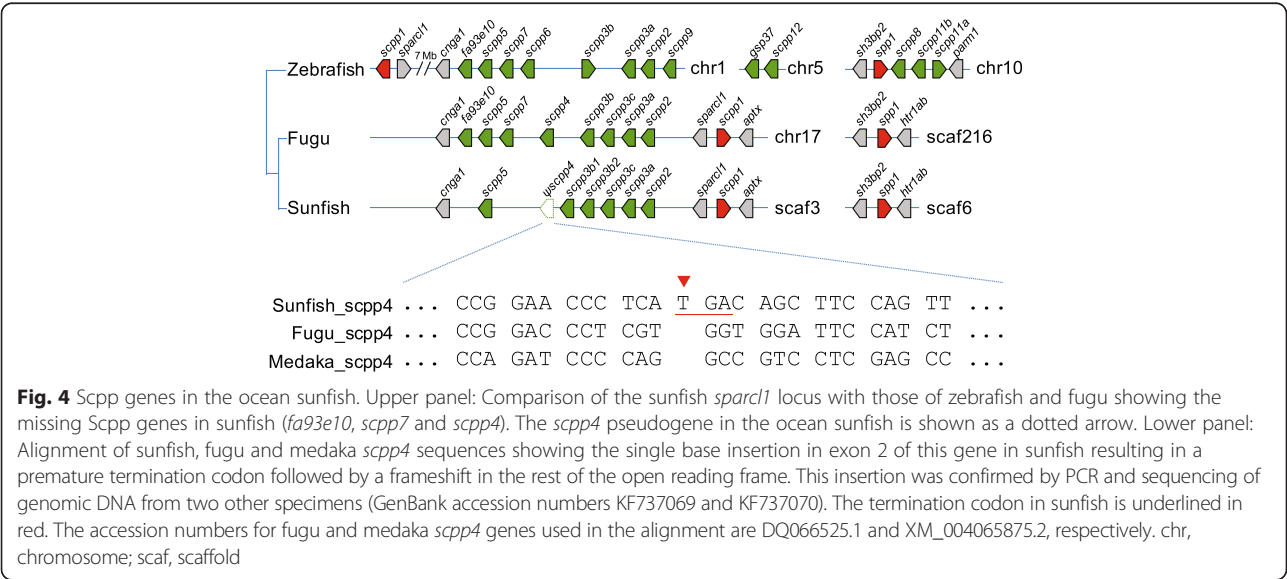 scpp1 sparcl1 7 Mb cnga1 fa93e10 scpp5 scpp7 scpp6 scpp3b scpp3a scpp2 scpp9 gsp37 scpp12 sh3bp2 spp1 scpp8 scpp11b scpp11a parm1
Zebrafish chr1 chr5 chr10
cnga1 fa93e10 scpp5 scpp7 scpp4 scpp3b scpp3c scpp3a scpp2 sparcl1 scpp1 aptx sh3bp2 spp1 htr1ab
Fugu chr17 scaf216
cnga1 scpp5 ψscpp4 scpp3b1 scpp3b2 scpp3c scpp3a scpp2 sparcl1 scpp1 aptx sh3bp2 spp1 htr1ab
Sunfish scaf3 scaf6
Sunfish_scpp4 ... CCG GAA CCC TCA T GAC AGC TTC CAG TT ...
Fugu_scpp4 ... CCG GAC CCT CGT GGT GGA TTC CAT CT ...
Medaka_scpp4 ... CCA GAT CCC CAG GCC GTC CTC GAG CC ...
Fig. 4 Scpp genes in the ocean sunfish. Upper panel: Comparison of the sunfish sparcl1 locus with those of zebrafish and fugu showing the
missing Scpp genes in sunfish (fa93e10, scpp7 and scpp4). The scpp4 pseudogene in the ocean sunfish is shown as a dotted arrow. Lower panel:
Alignment of sunfish, fugu and medaka scpp4 sequences showing the single base insertion in exon 2 of this gene in sunfish resulting in a
premature termination codon followed by a frameshift in the rest of the open reading frame. This insertion was confirmed by PCR and sequencing of
genomic DNA from two other specimens (GenBank accession numbers KF737069 and KF737070). The termination codon in sunfish is underlined in
red. The accession numbers for fugu and medaka scpp4 genes used in the alignment are DQ066525.1 and XM_004065875.2, respectively. chr,
chromosome; scaf, scaffold